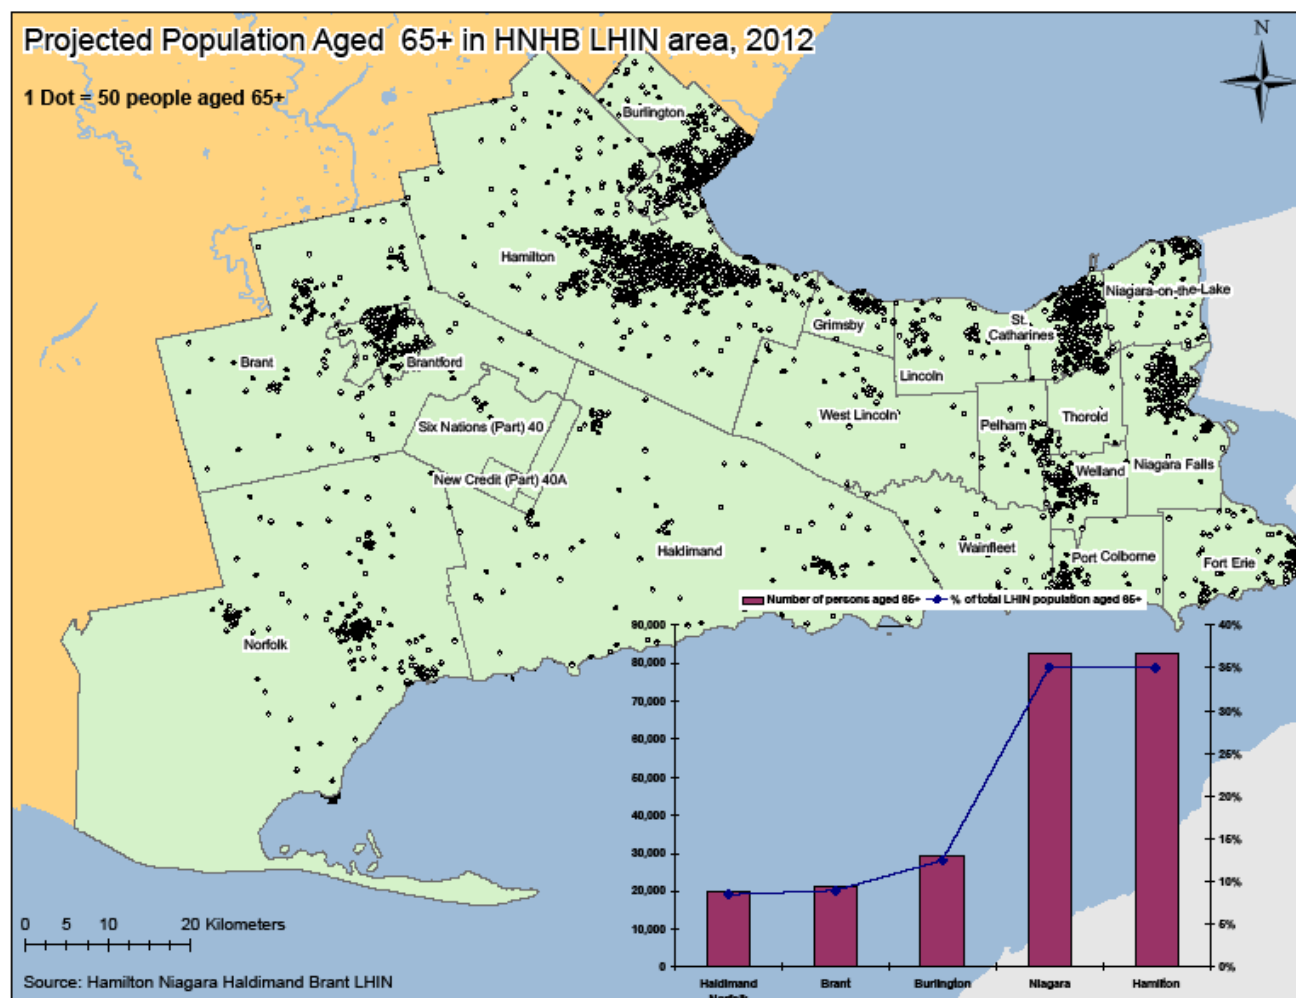 Projected Population Aged 65+ in HNHB LHIN area, 2012
N
1 Dot = 50 people aged 65+
Burlington
Hamilton
Niagara-on-the-Lake
Grimsby
St.
Catharines
Brant
Brantford
Lincoln
West Lincoln
Thorold
Pelham
Six Nations (Part) 40
Niagara Falls
Welland
New Credit (Part) 40A
Haldimand
Wainfleet
Port Colborne
Fort Erie
Norfolk
Number of persons aged 65+
% of total LHIN population aged 65+
90,000
80,000
70,000
60,000
50,000
40,000
30,000
20,000
10,000
0
40%
35%
30%
25%
20%
15%
10%
5%
0%
Haldimand
Norfolk
Brant
Burlington
Niagara
Hamilton
0 5 10 20 Kilometers
Source: Hamilton Niagara Haldimand Brant LHIN